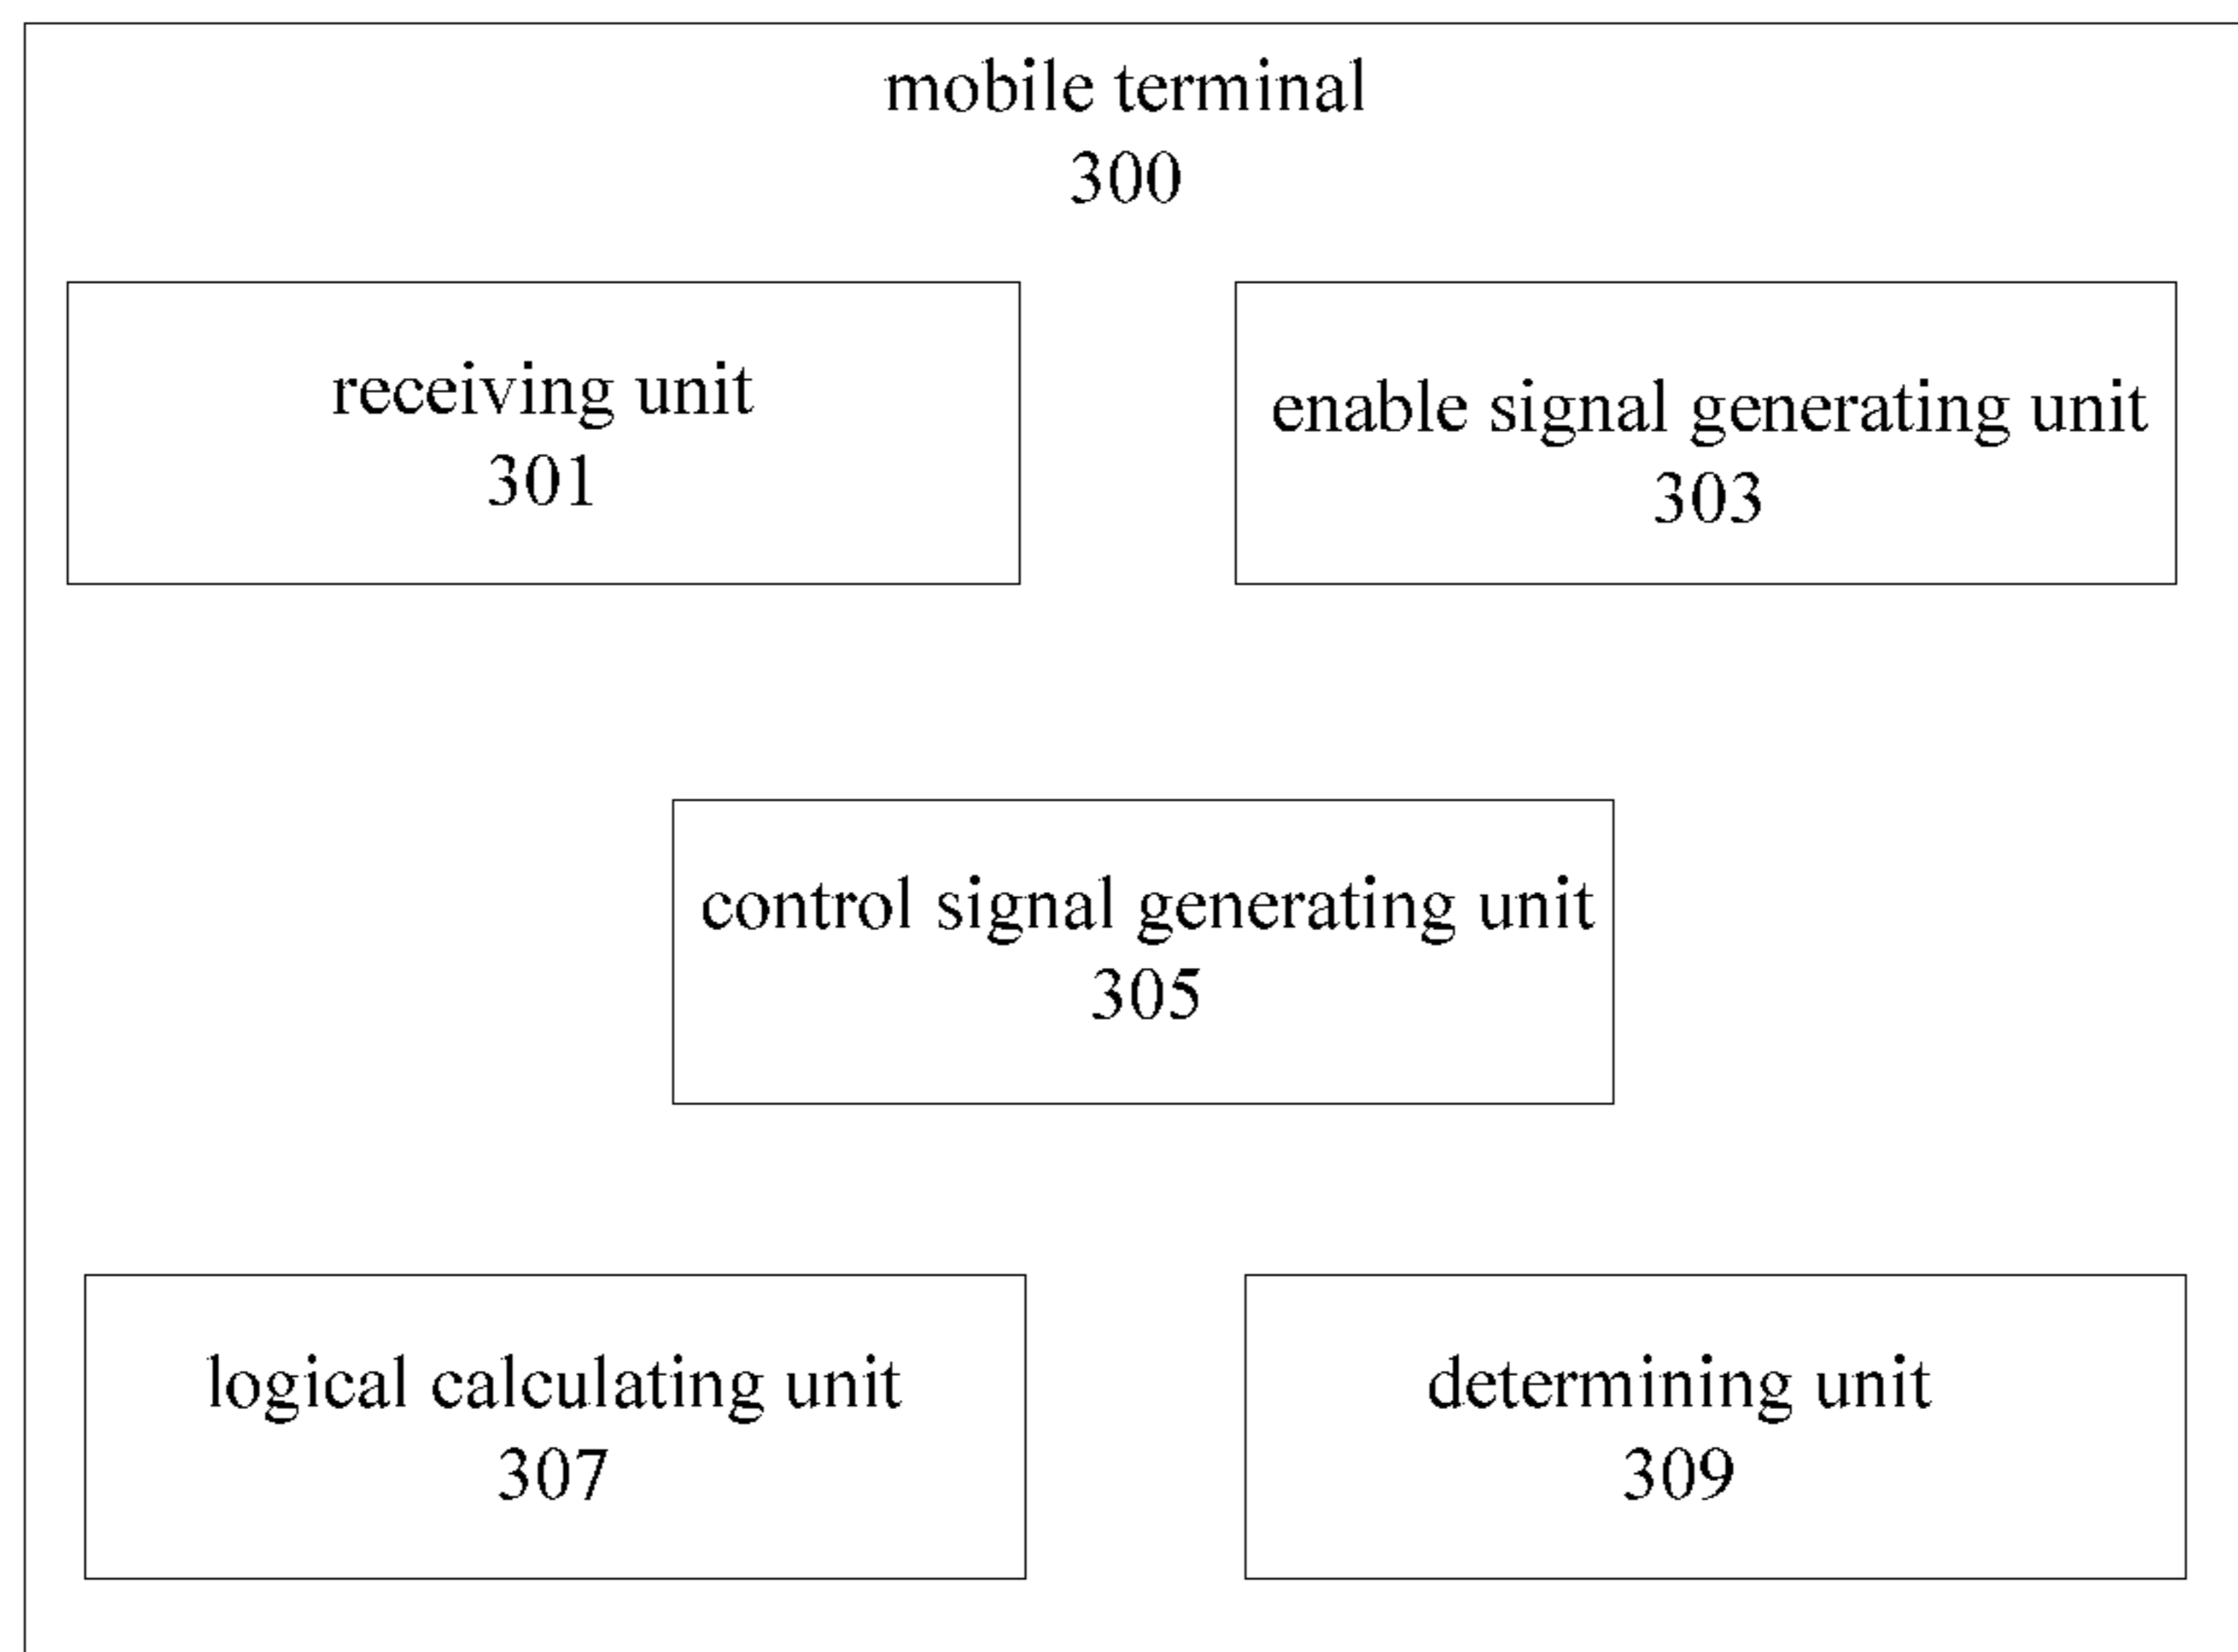 mobile terminal
300
receiving unit
301
enable signal generating unit
303
control signal generating unit
305
logical calculating unit
307
determining unit
309